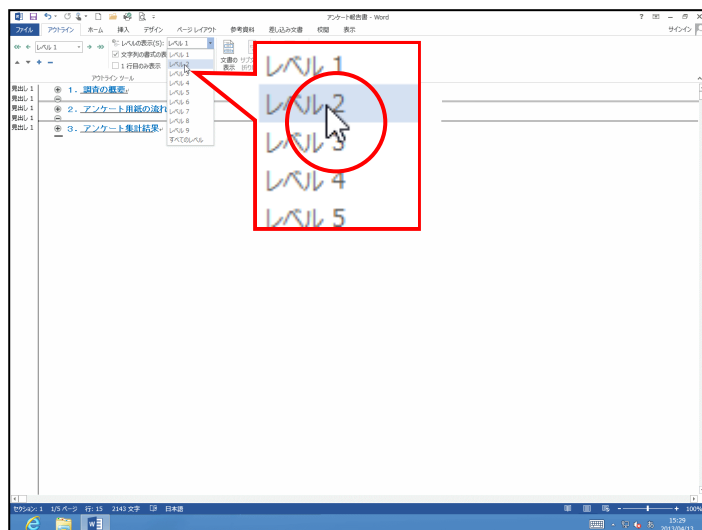 アンケート報告書 - Word
ファイル アウトライン ホーム 挿入 デザイン ページ レイアウト 参考資料 差し込み文書 校閲 表示 サインイン
レベル 1 レベルの表示(S): レベル 1
文字列の書式の表
1 行目のみ表示
文書の
表示
アウトライン ツール
レベル 1
レベル 2
レベル 3
レベル 4
レベル 5
レベル 6
レベル 7
レベル 8
レベル 9
すべてのレベル
レベル 1
レベル 2
レベル 3
レベル 4
レベル 5
見出し 1 1. 調査の概要
見出し 1
見出し 1 2. アンケート用紙の流れ
見出し 1
見出し 1 3. アンケート集計結果
セクション: 1 1/5 ページ 行: 15 2143 文字 日本語 100%
15:29
2013/04/13